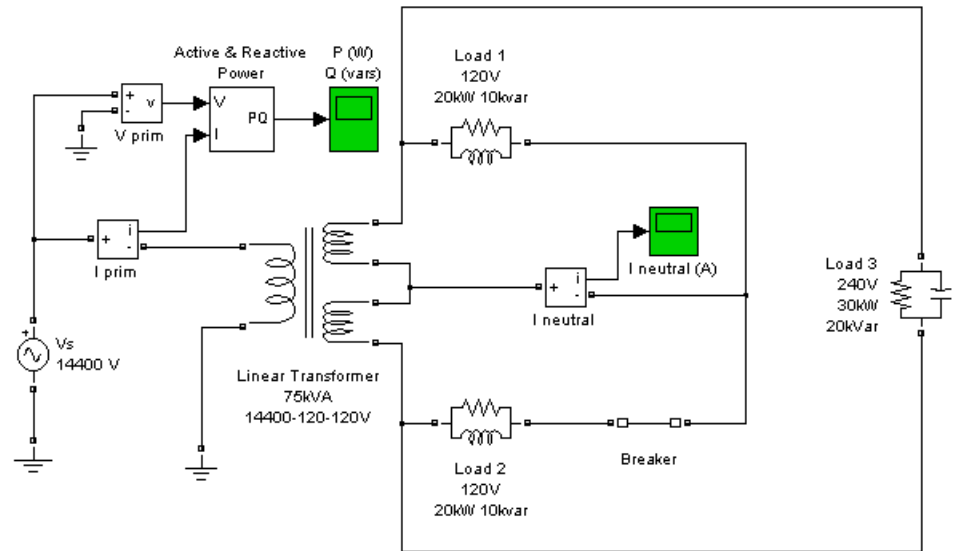 Active & Reactive
Power
P (W)
Q (vars)
Load 1
120V
20kW 10kvar
+
-
v
V prim
V
I
PQ
+
i
-
I prim
I neutral (A)
+
i
-
I neutral
Load 3
240V
30kW
20kVar
+
Vs
14400 V
Linear Transformer
75kVA
14400-120-120V
Breaker
Load 2
120V
20kW 10kvar